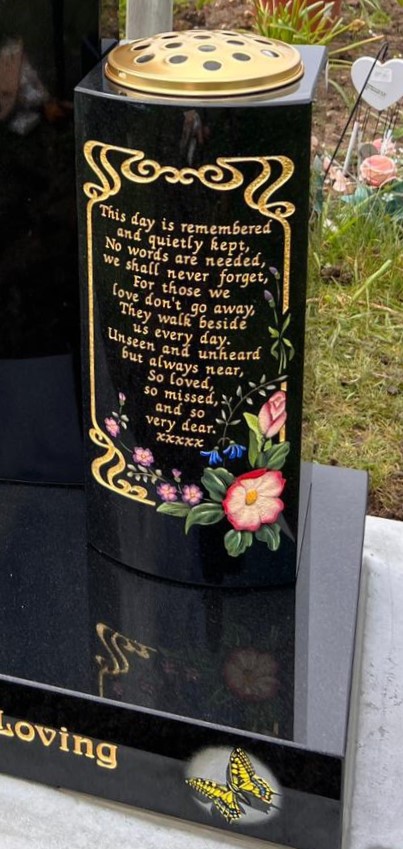 This day is remembered
and quietly kept,
No words are needed,
we shall never forget,
For those we
love don't go away,
They walk beside
us every day.
Unseen and unheard
but always near,
So loved,
so missed,
and so
very dear.
xxxxx
Loving